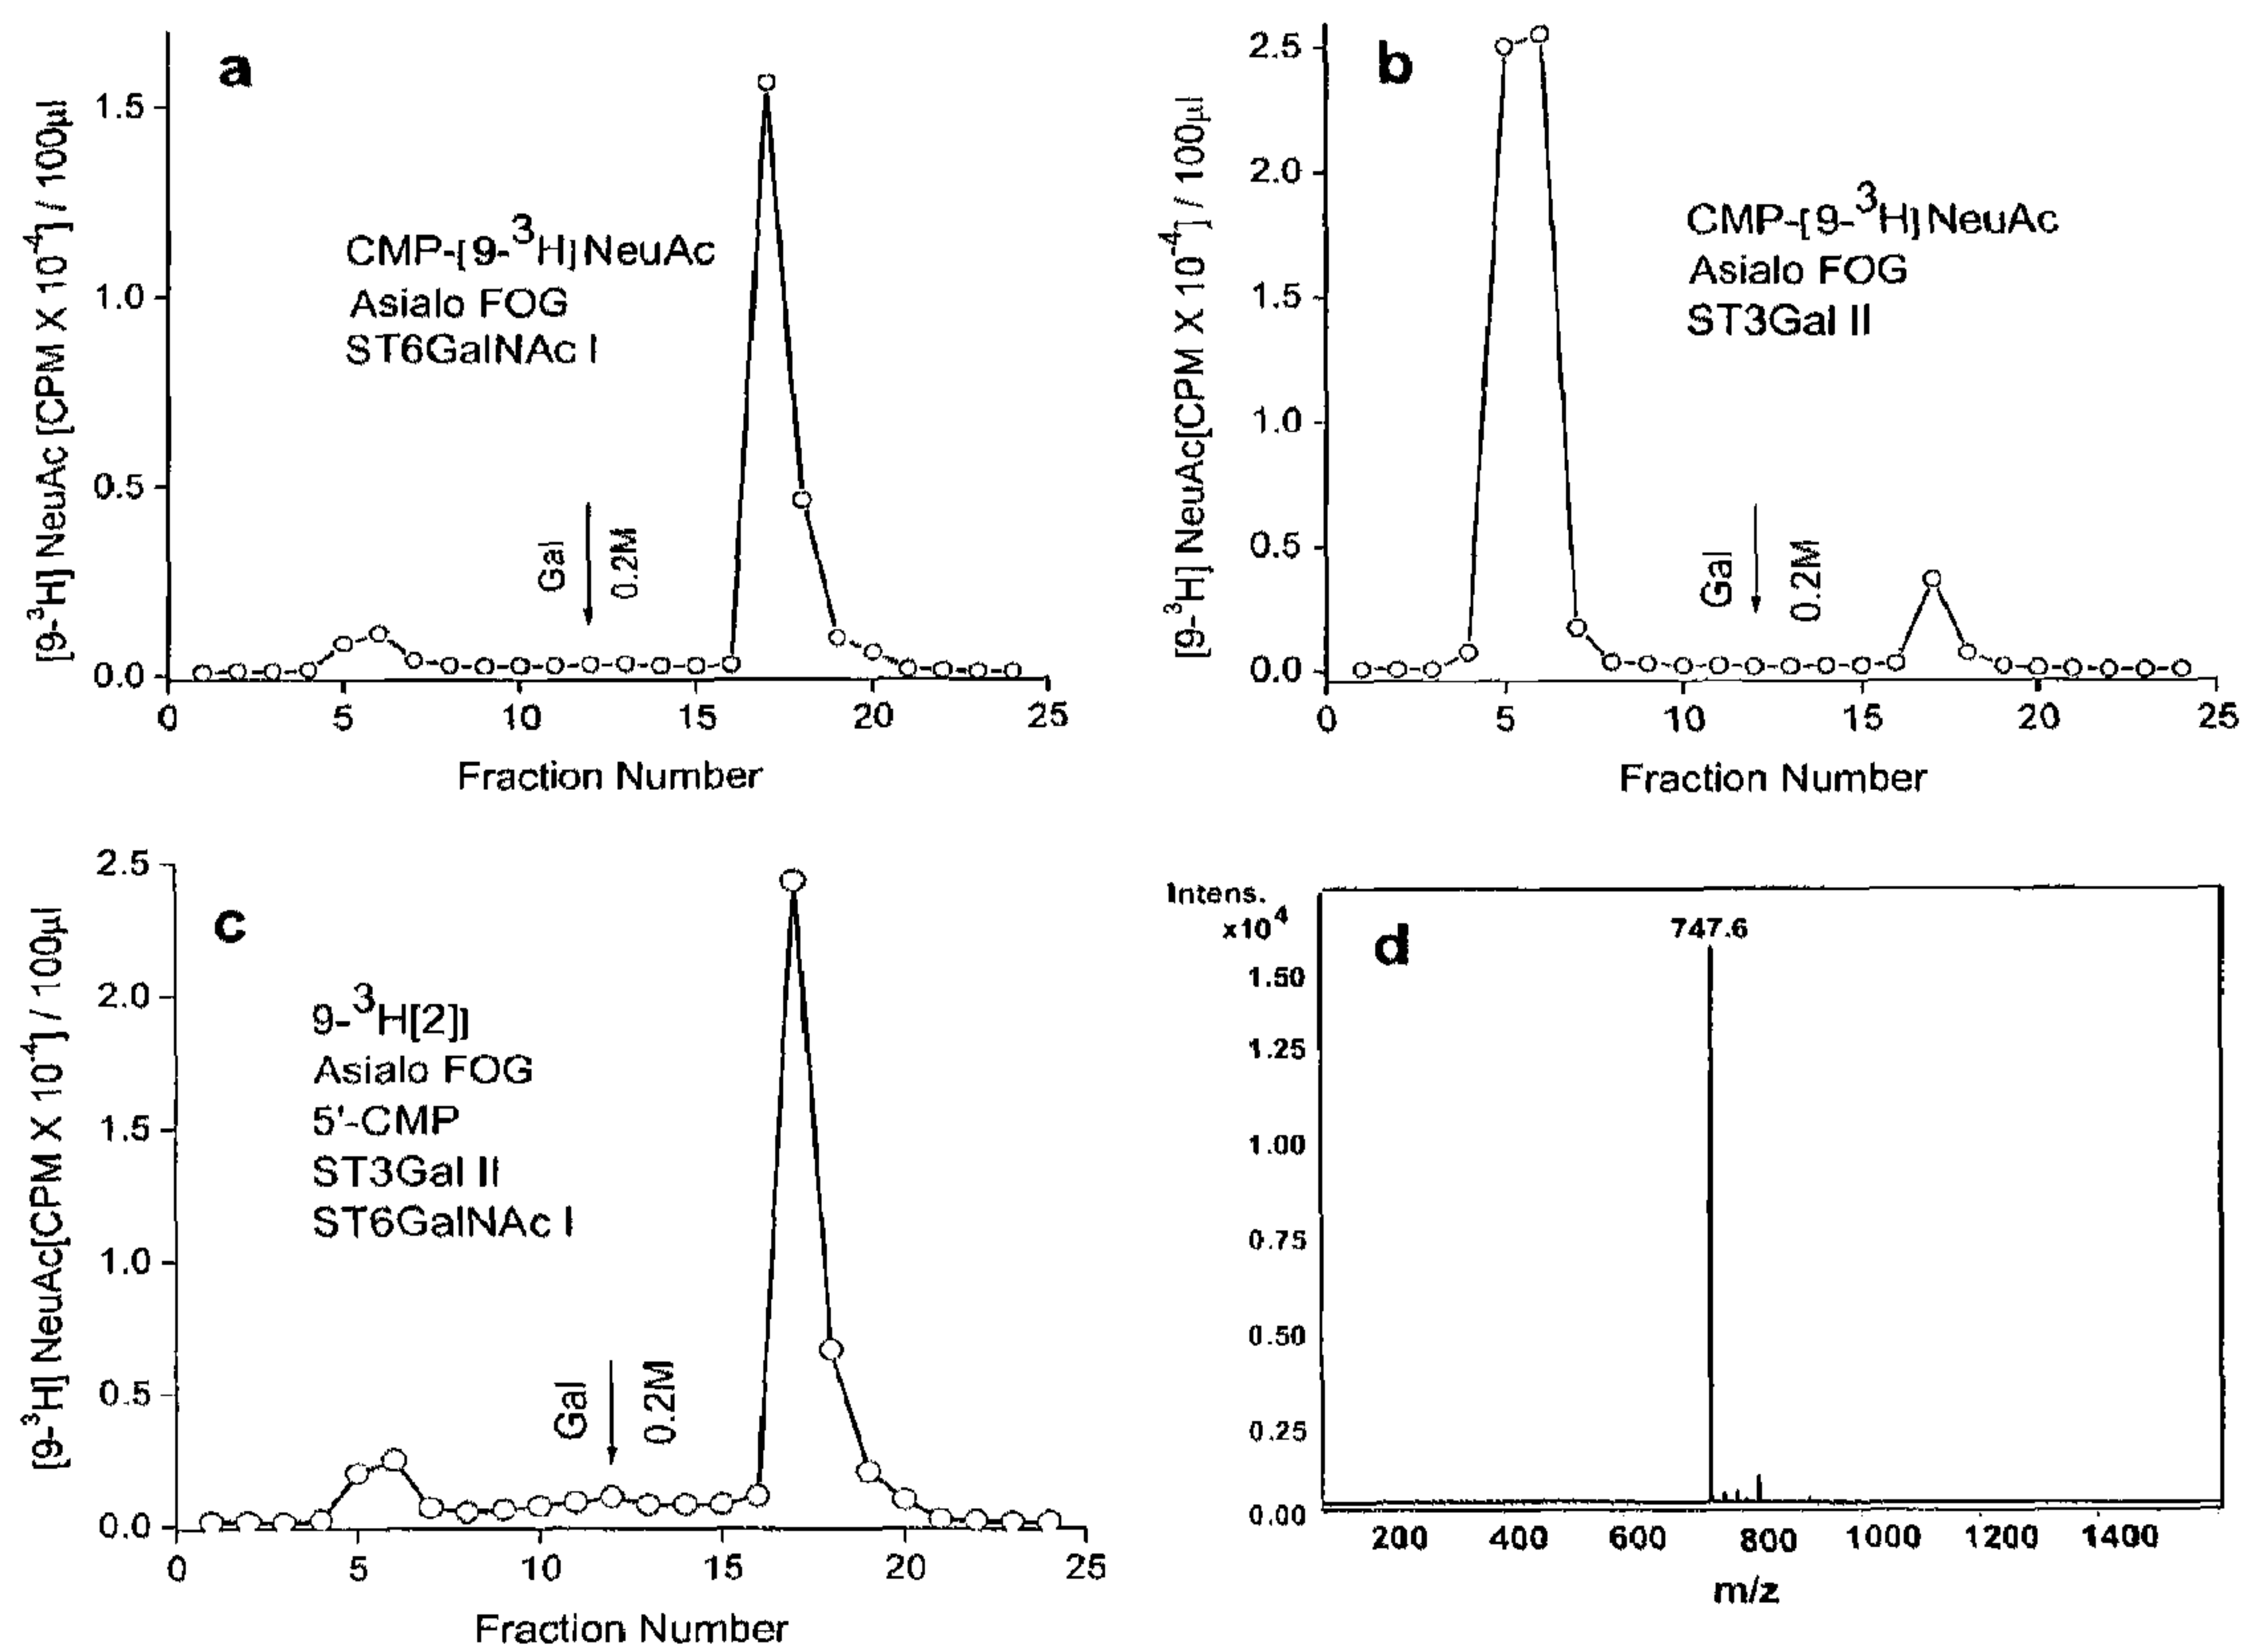 a
[9-³H] NeuAc [CPM X 10⁻⁴] / 100µl
1.5
1.0
0.5
0.0
CMP-[9-³H] NeuAc
Asialo FOG
ST6GalNAc I
Gal
0.2M
0 5 10 15 20 25
Fraction Number
b
[9-³H] NeuAc[CPM X 10⁻⁴] / 100µl
2.5
2.0
1.5
1.0
0.5
0.0
CMP-[9-³H] NeuAc
Asialo FOG
ST3Gal II
Gal
0.2M
0 5 10 15 20 25
Fraction Number
c
[9-³H] NeuAc[CPM X 10⁻⁴] / 100µl
2.5
2.0
1.5
1.0
0.5
0.0
9-³H[2]]
Asialo FOG
5'-CMP
ST3Gal II
ST6GalNAc I
Gal
0.2M
0 5 10 15 20 25
Fraction Number
d
Intens.
x10⁴
747.6
1.50
1.25
1.00
0.75
0.50
0.25
0.00
200 400 600 800 1000 1200 1400
m/z